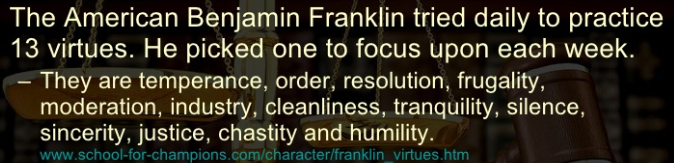 The American Benjamin Franklin tried daily to practice
13 virtues. He picked one to focus upon each week.
– They are temperance, order, resolution, frugality,
moderation, industry, cleanliness, tranquility, silence,
sincerity, justice, chastity and humility.
www.school-for-champions.com/character/franklin_virtues.htm